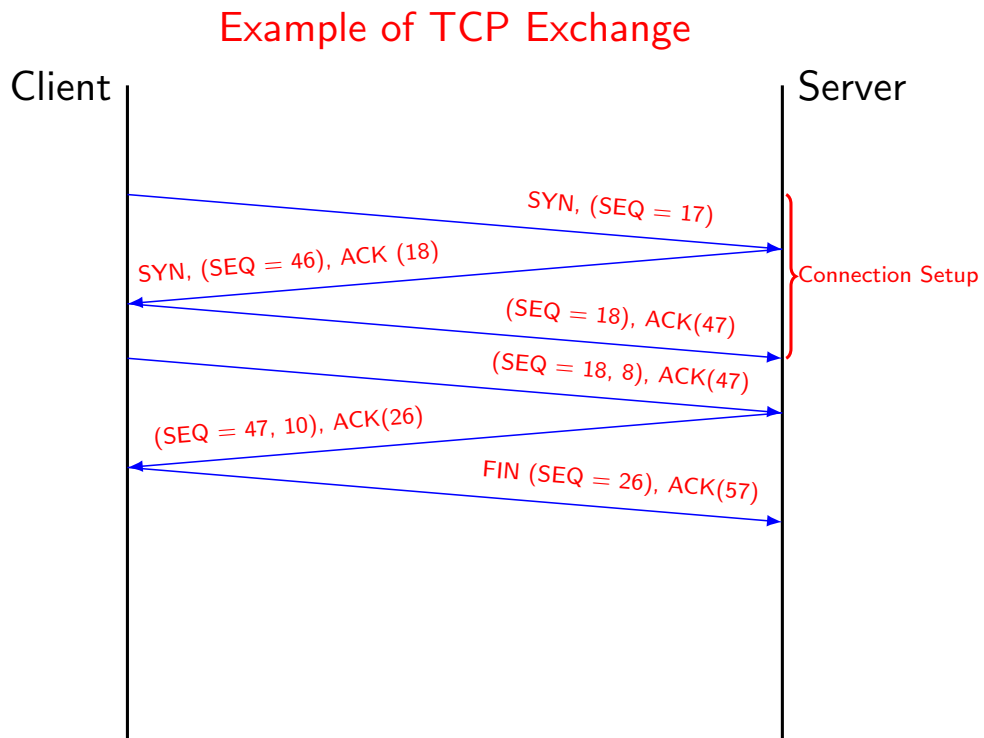 Example of TCP Exchange
Client
Server
SYN, (SEQ = 17)
SYN, (SEQ = 46), ACK (18)
Connection Setup
(SEQ = 18), ACK(47)
(SEQ = 18, 8), ACK(47)
(SEQ = 47, 10), ACK(26)
FIN (SEQ = 26), ACK(57)